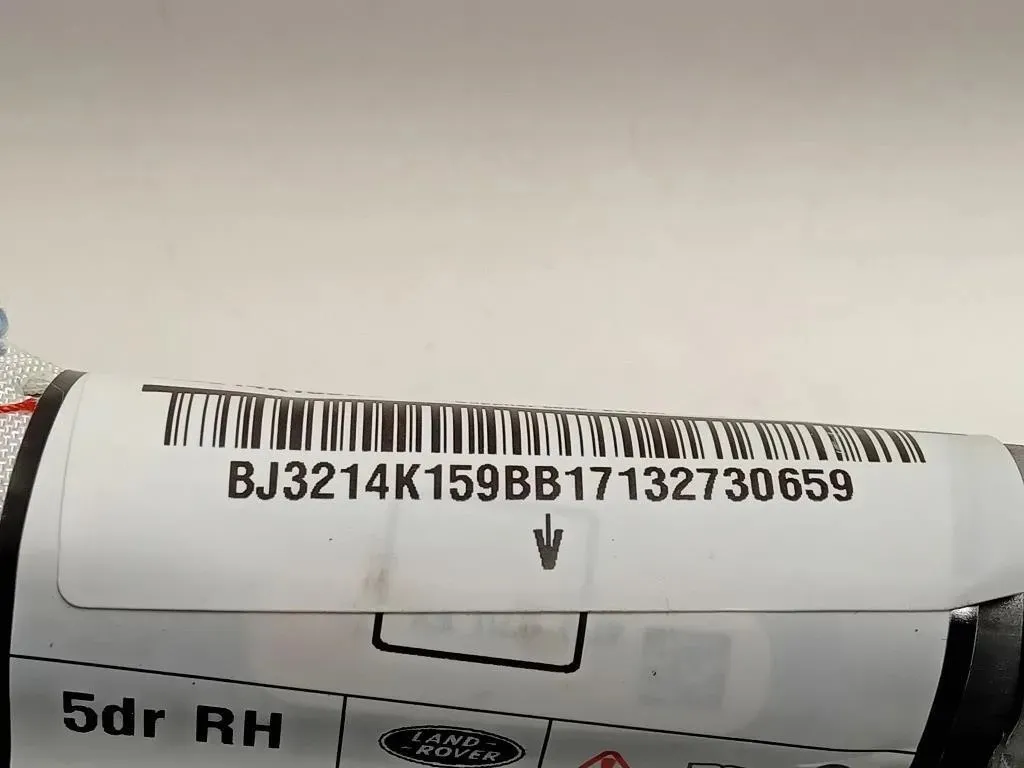 BJ3214K159BB17132730659
5dr RH
LAND-
-ROVER